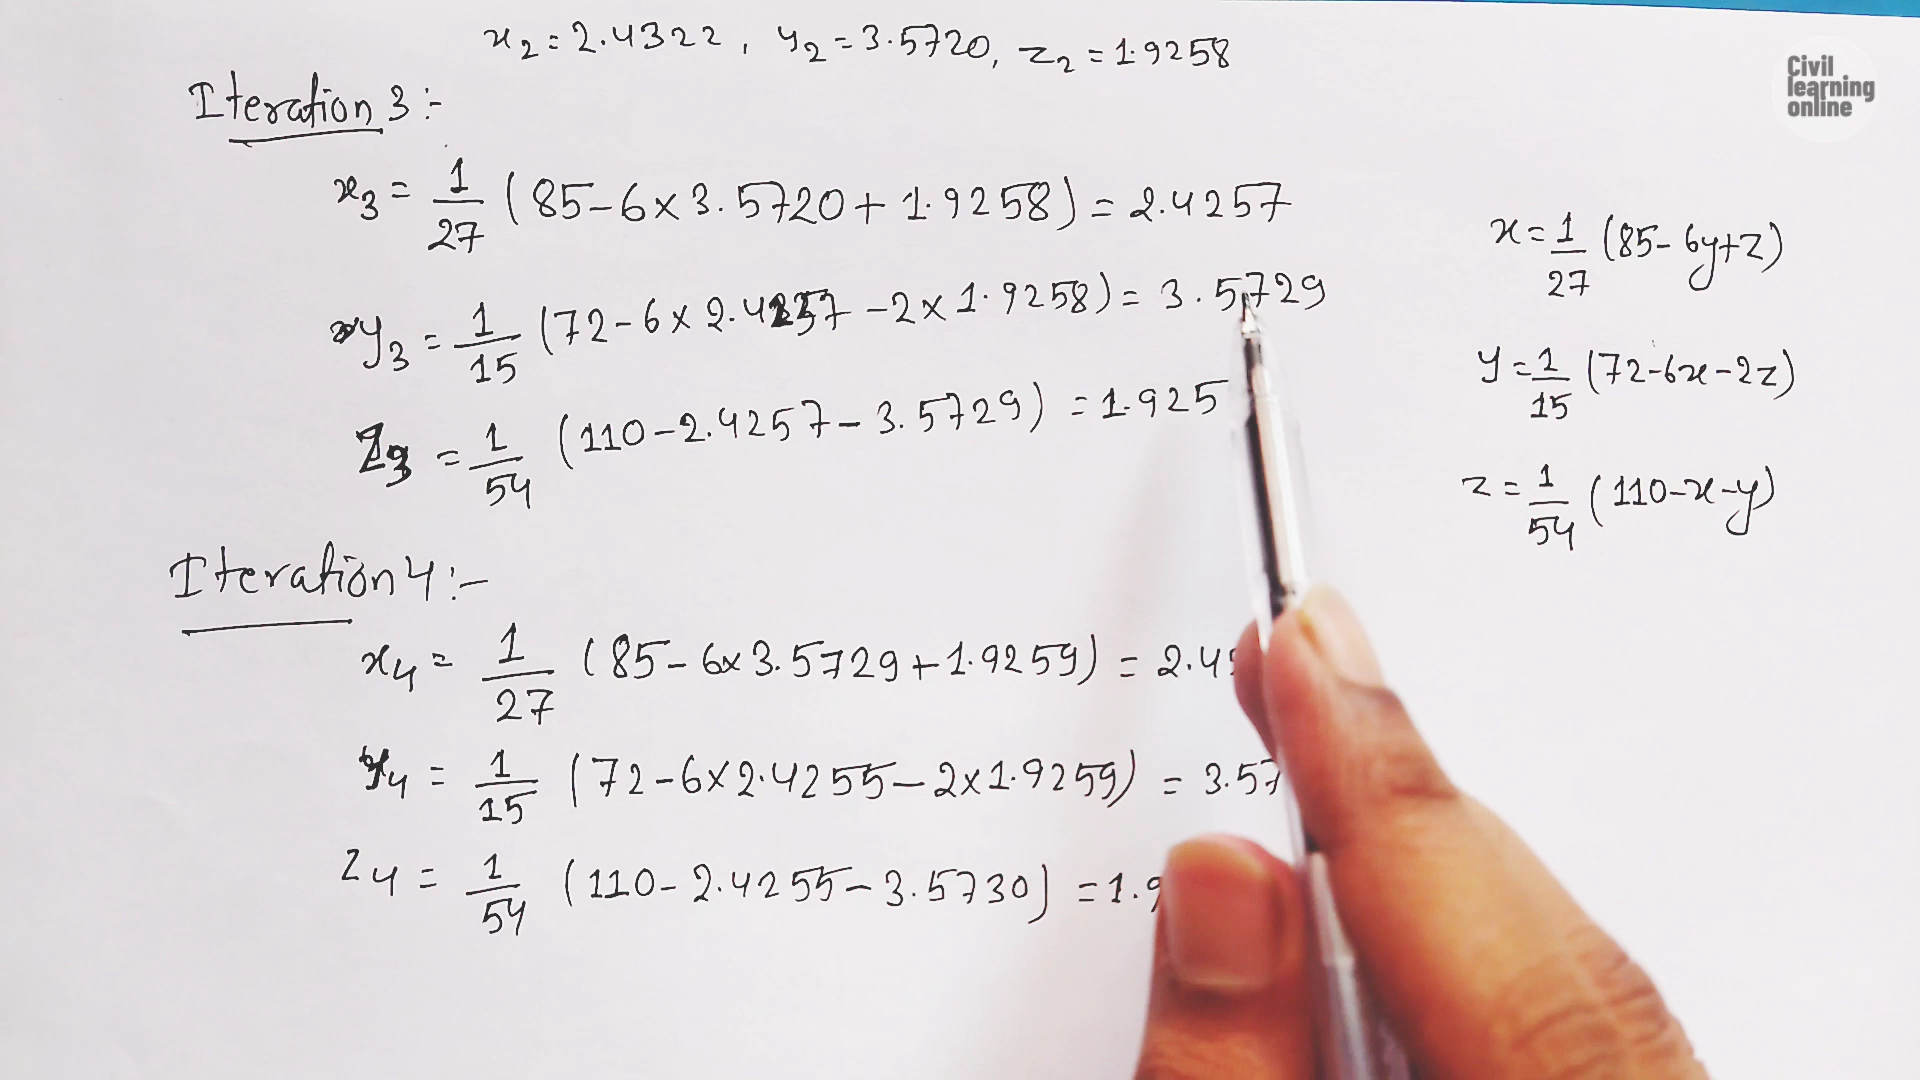 x₂=2.4322, y₂=3.5720, z₂=1.9258
Civil
learning
online
Iteration 3:-
x₃ = 1/27 (85-6×3.5720+1.9258) = 2.4257
y₃ = 1/15 (72-6×2.4257-2×1.9258) = 3.5729
z₃ = 1/54 (110-2.4257-3.5729) = 1.925
Iteration 4:-
x₄ = 1/27 (85-6×3.5729+1.9259) = 2.4
y₄ = 1/15 (72-6×2.4255-2×1.9259) = 3.57
z₄ = 1/54 (110-2.4255-3.5730) = 1.9
x=1/27 (85-6y+z)
y=1/15 (72-6x-2z)
z=1/54 (110-x-y)